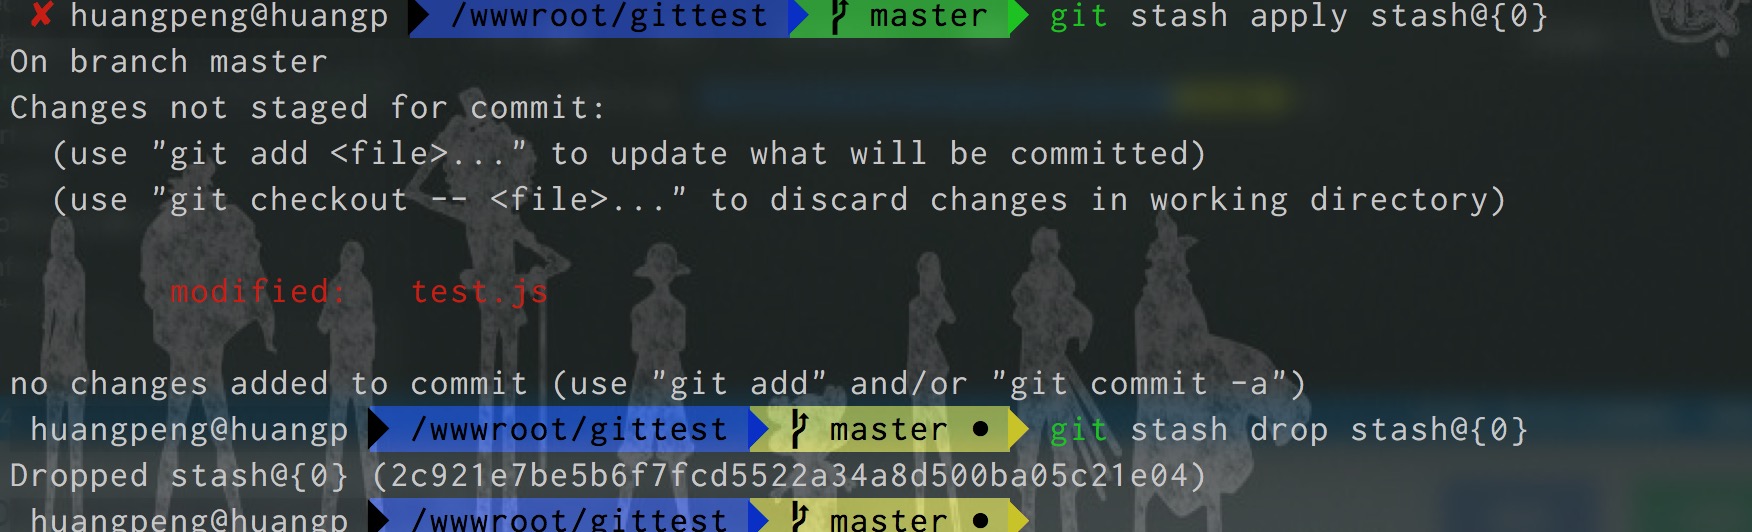 ✘ huangpeng@huangp /wwwroot/gittest master git stash apply stash@{0}
On branch master
Changes not staged for commit:
(use "git add <file>..." to update what will be committed)
(use "git checkout -- <file>..." to discard changes in working directory)
modified: test.js
no changes added to commit (use "git add" and/or "git commit -a")
huangpeng@huangp /wwwroot/gittest master ● git stash drop stash@{0}
Dropped stash@{0} (2c921e7be5b6f7fcd5522a34a8d500ba05c21e04)
huangpeng@huangp /wwwroot/gittest master ●